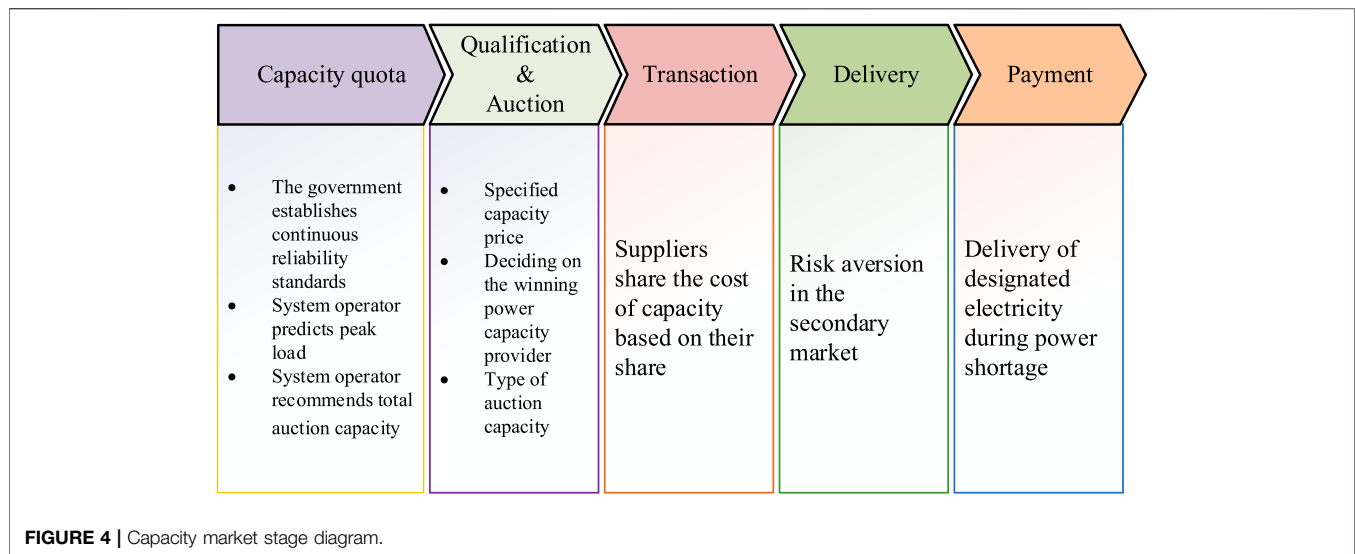 Capacity quota
Qualification
&
Auction
Transaction
Delivery
Payment
• The government
establishes
continuous
reliability
standards
• System operator
predicts peak
load
• System operator
recommends total
auction capacity
• Specified
capacity
price
• Deciding on
the winning
power
capacity
provider
• Type of
auction
capacity
Suppliers
share the cost
of capacity
based on their
share
Risk aversion
in the
secondary
market
Delivery of
designated
electricity
during power
shortage
FIGURE 4 | Capacity market stage diagram.